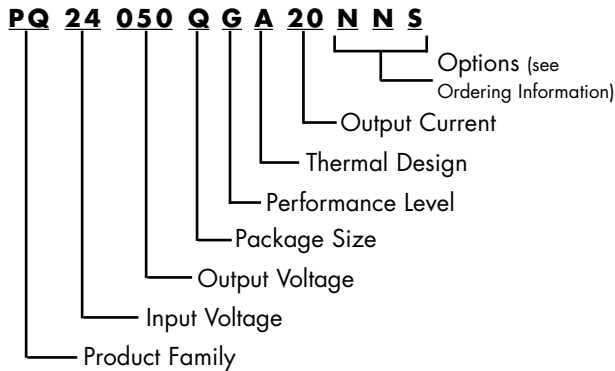 PQ 24 050 Q G A 20 N N S
Options (see
Ordering Information)
Output Current
Thermal Design
Performance Level
Package Size
Output Voltage
Input Voltage
Product Family